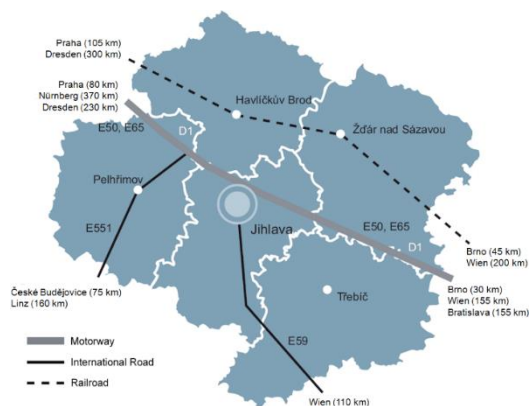 Praha (105 km)
Dresden (300 km)
Praha (80 km)
Nürnberg (370 km)
Dresden (230 km)
Havlíčkův Brod
E50, E65
D1
Žďár nad Sázavou
Pelhřimov
E551
Jihlava
E50, E65
D1
Brno (45 km)
Wien (200 km)
České Budějovice (75 km)
Linz (160 km)
Třebíč
Brno (30 km)
Wien (155 km)
Bratislava (155 km)
Motorway
International Road
Railroad
E59
Wien (110 km)